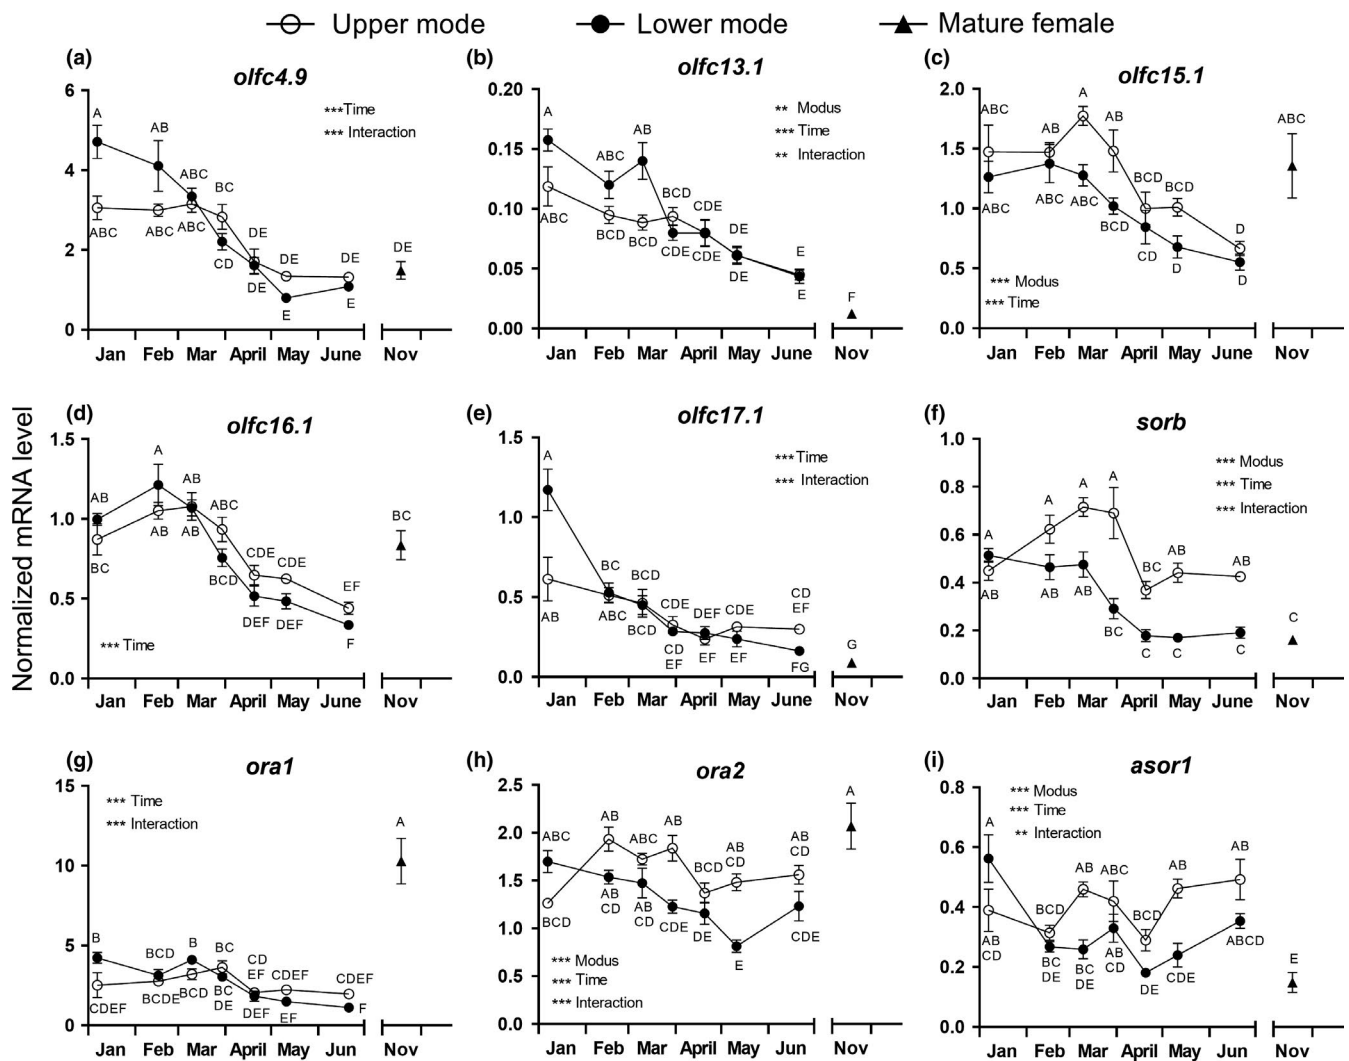 Upper mode Lower mode Mature female
Normalized mRNA level
(a) olfc4.9
***Time
*** Interaction
A
AB
ABC
BC
DE
DE
DE
DE
ABC
ABC
ABC
CD
DE
E
E
6
4
2
0
Jan Feb Mar April May June Nov
(b) olfc13.1
** Modus
*** Time
** Interaction
A
ABC
AB
BCD
CDE
DE
E
ABC
BCD
BCD
CDE
CDE
DE
E
F
0.20
0.15
0.10
0.05
0.00
Jan Feb Mar April May June Nov
(c) olfc15.1
*** Modus
*** Time
ABC
AB
A
AB
BCD
BCD
D
ABC
ABC
ABC
ABC
BCD
CD
D
D
2.0
1.5
1.0
0.5
0.0
Jan Feb Mar April May June Nov
(d) olfc16.1
*** Time
AB
A
AB
ABC
CDE
CDE
EF
BC
BC
AB
AB
BCD
DEF
DEF
F
1.5
1.0
0.5
0.0
Jan Feb Mar April May June Nov
(e) olfc17.1
*** Time
*** Interaction
A
BC
BCD
CDE
DEF
CDE
CD
EF
AB
ABC
BCD
CD
EF
EF
EF
FG
G
1.5
1.0
0.5
0.0
Jan Feb Mar April May June Nov
(f) sorb
*** Modus
*** Time
*** Interaction
A
A
A
A
BC
AB
AB
AB
AB
AB
BC
C
C
C
C
1.0
0.8
0.6
0.4
0.2
0.0
Jan Feb Mar April May June Nov
(g) ora1
*** Time
*** Interaction
B
BCD
B
BC
CD
EF
CDEF
CDEF
CDEF
BCDE
BCD
BC
DE
DEF
EF
F
A
15
10
5
0
Jan Feb Mar April May Jun Nov
(h) ora2
*** Modus
*** Time
*** Interaction
ABC
AB
ABC
AB
BCD
AB
CD
AB
CD
BCD
AB
CD
AB
CD
CDE
DE
E
CDE
A
2.5
2.0
1.5
1.0
0.5
0.0
Jan Feb Mar April May June Nov
(i) asor1
*** Modus
*** Time
** Interaction
A
BCD
AB
ABC
BCD
AB
AB
AB
CD
BC
DE
BC
DE
AB
CD
DE
CDE
ABCD
E
0.8
0.6
0.4
0.2
0.0
Jan Feb Mar April May June Nov